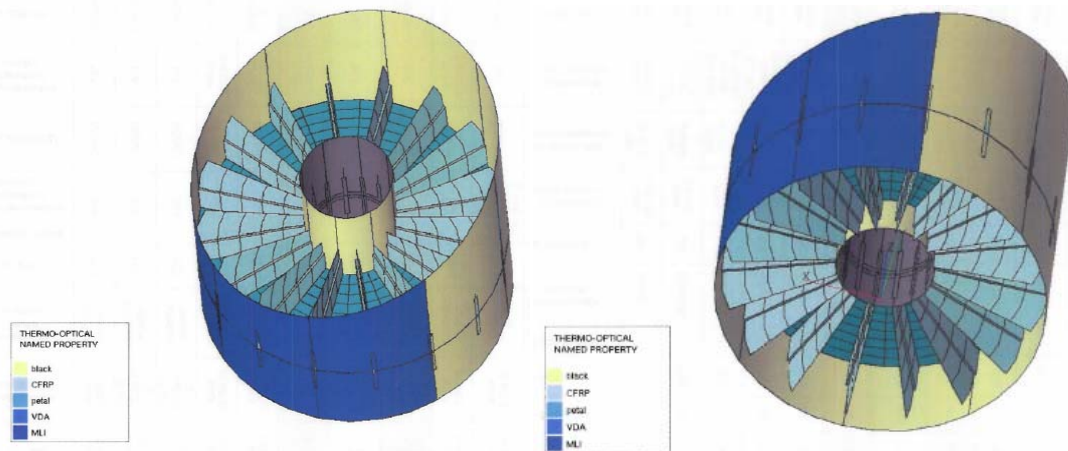 THERMO-OPTICAL
NAMED PROPERTY
black
CFRP
petal
VDA
MLI
THERMO-OPTICAL
NAMED PROPERTY
black
CFRP
petal
VDA
MLI
X
Z